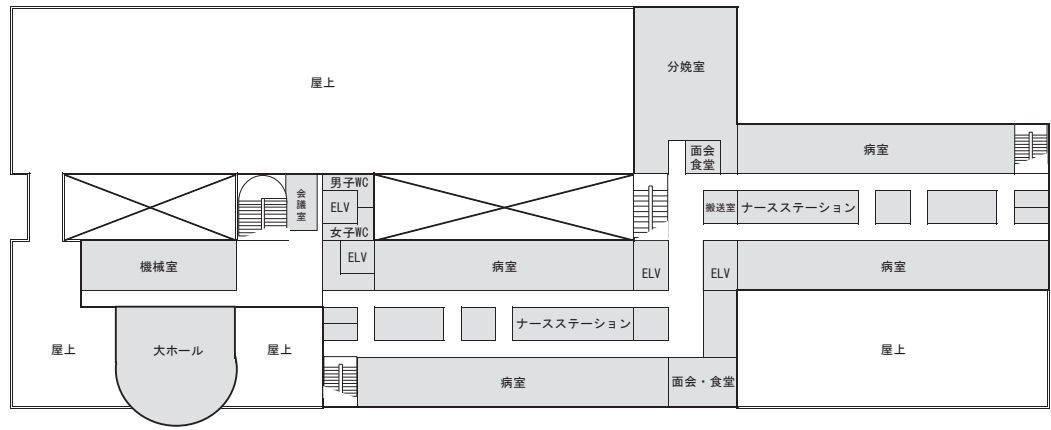 分娩室
屋上
面会
食堂
病室
男子WC
会議室
ELV
搬送室
ナースステーション
女子WC
ELV
機械室
病室
ELV
ELV
病室
ナースステーション
屋上
大ホール
屋上
屋上
病室
面会・食堂